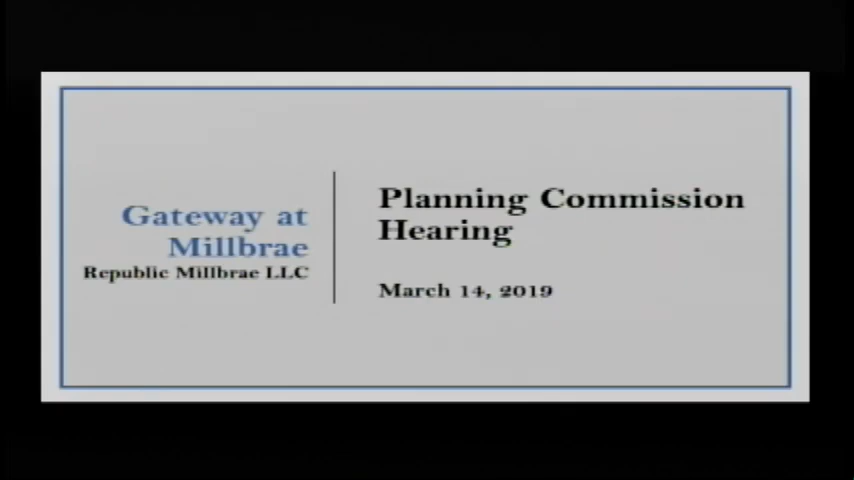 Gateway at
Millbrae
Republic Millbrae LLC
Planning Commission
Hearing
March 14, 2019